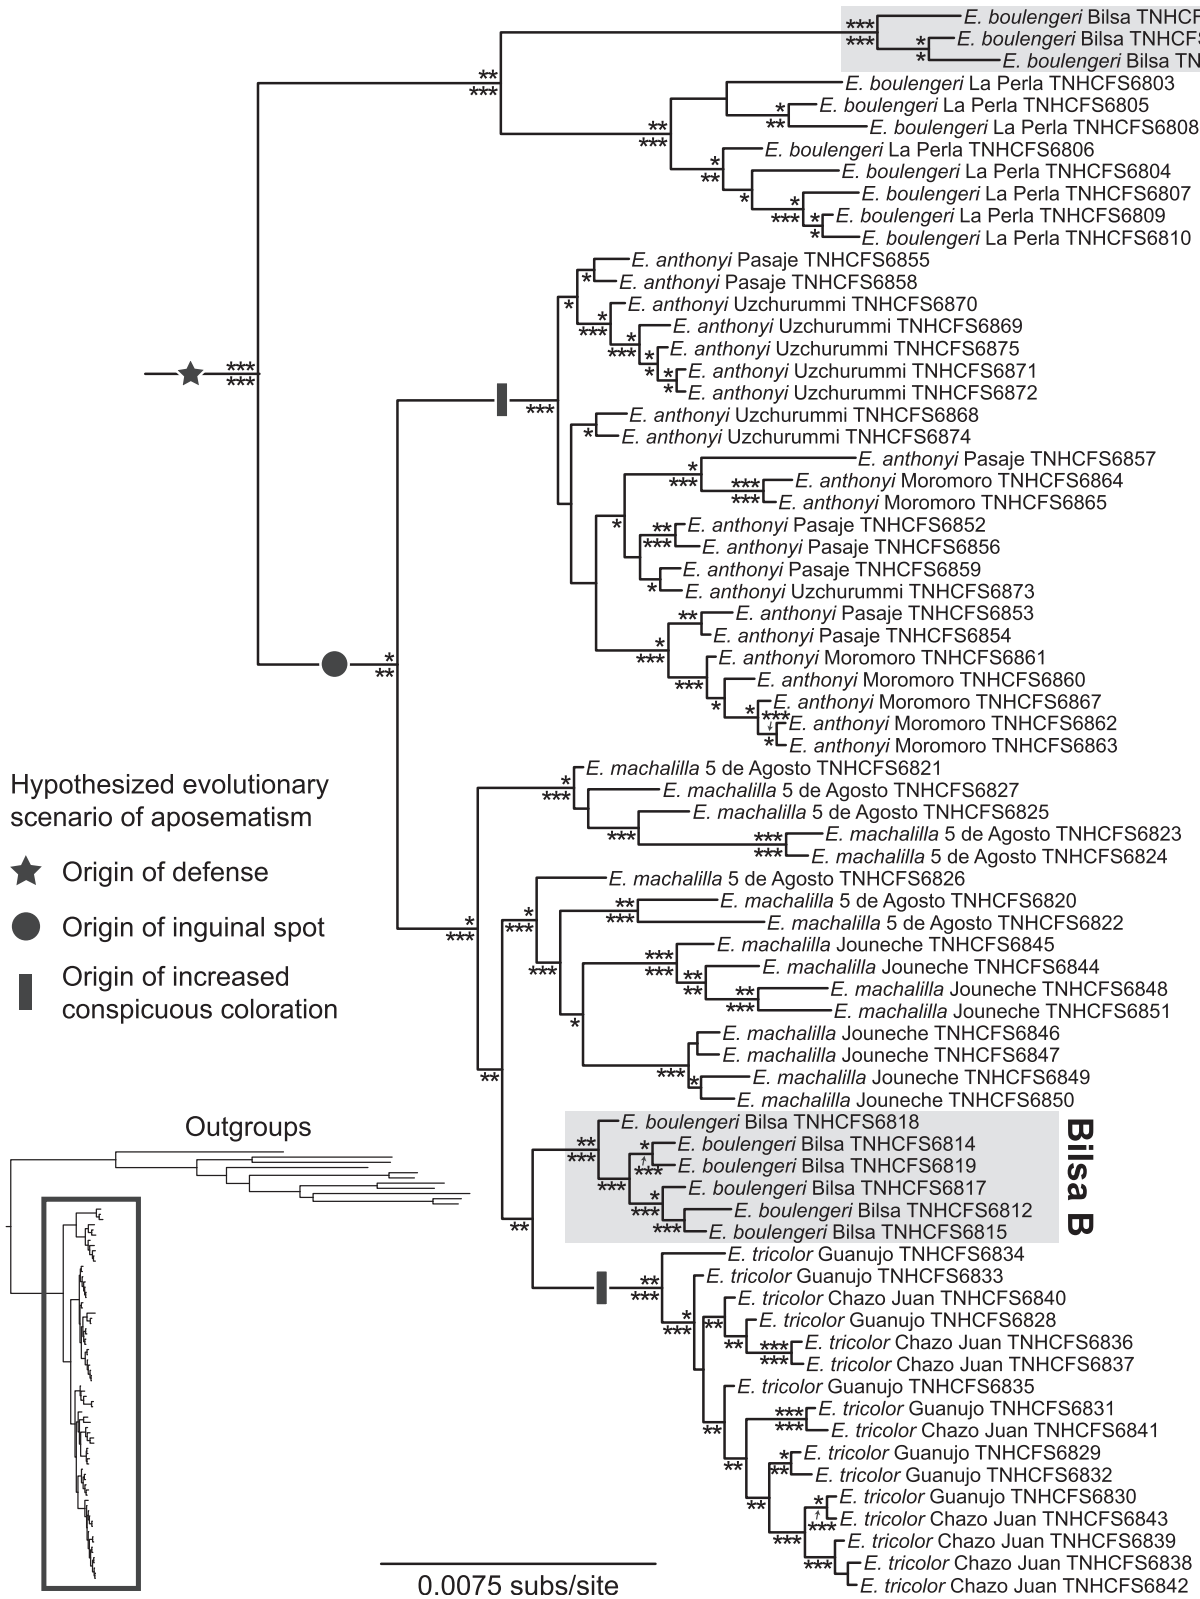 E. boulengeri Bilsa
E. boulengeri Bilsa
E. boulengeri Bilsa
E. boulengeri La Perla TNHCFS6803
E. boulengeri La Perla TNHCFS6805
E. boulengeri La Perla TNHCFS6808
E. boulengeri La Perla TNHCFS6806
E. boulengeri La Perla TNHCFS6804
E. boulengeri La Perla TNHCFS6807
E. boulengeri La Perla TNHCFS6809
E. boulengeri La Perla TNHCFS6810
E. anthonyi Pasaje TNHCFS6855
E. anthonyi Pasaje TNHCFS6858
E. anthonyi Uzchurummi TNHCFS6870
E. anthonyi Uzchurummi TNHCFS6869
E. anthonyi Uzchurummi TNHCFS6875
E. anthonyi Uzchurummi TNHCFS6871
E. anthonyi Uzchurummi TNHCFS6872
E. anthonyi Uzchurummi TNHCFS6868
E. anthonyi Uzchurummi TNHCFS6874
E. anthonyi Pasaje TNHCFS6857
E. anthonyi Moromoro TNHCFS6864
E. anthonyi Moromoro TNHCFS6865
E. anthonyi Pasaje TNHCFS6852
E. anthonyi Pasaje TNHCFS6856
E. anthonyi Pasaje TNHCFS6859
E. anthonyi Uzchurummi TNHCFS6873
E. anthonyi Pasaje TNHCFS6853
E. anthonyi Pasaje TNHCFS6854
E. anthonyi Moromoro TNHCFS6861
E. anthonyi Moromoro TNHCFS6860
E. anthonyi Moromoro TNHCFS6867
E. anthonyi Moromoro TNHCFS6862
E. anthonyi Moromoro TNHCFS6863
E. machalilla 5 de Agosto TNHCFS6821
E. machalilla 5 de Agosto TNHCFS6827
E. machalilla 5 de Agosto TNHCFS6825
E. machalilla 5 de Agosto TNHCFS6823
E. machalilla 5 de Agosto TNHCFS6824
E. machalilla 5 de Agosto TNHCFS6826
E. machalilla 5 de Agosto TNHCFS6820
E. machalilla 5 de Agosto TNHCFS6822
E. machalilla Jouneche TNHCFS6845
E. machalilla Jouneche TNHCFS6844
E. machalilla Jouneche TNHCFS6848
E. machalilla Jouneche TNHCFS6851
E. machalilla Jouneche TNHCFS6846
E. machalilla Jouneche TNHCFS6847
E. machalilla Jouneche TNHCFS6849
E. machalilla Jouneche TNHCFS6850
E. boulengeri Bilsa TNHCFS6818
E. boulengeri Bilsa TNHCFS6814
E. boulengeri Bilsa TNHCFS6819
E. boulengeri Bilsa TNHCFS6817
E. boulengeri Bilsa TNHCFS6812
E. boulengeri Bilsa TNHCFS6815
Bilsa B
E. tricolor Guanujo TNHCFS6834
E. tricolor Guanujo TNHCFS6833
E. tricolor Chazo Juan TNHCFS6840
E. tricolor Guanujo TNHCFS6828
E. tricolor Chazo Juan TNHCFS6836
E. tricolor Chazo Juan TNHCFS6837
E. tricolor Guanujo TNHCFS6835
E. tricolor Guanujo TNHCFS6831
E. tricolor Chazo Juan TNHCFS6841
E. tricolor Guanujo TNHCFS6829
E. tricolor Guanujo TNHCFS6832
E. tricolor Guanujo TNHCFS6830
E. tricolor Chazo Juan TNHCFS6843
E. tricolor Chazo Juan TNHCFS6839
E. tricolor Chazo Juan TNHCFS6838
E. tricolor Chazo Juan TNHCFS6842
Hypothesized evolutionary
scenario of aposematism
Origin of defense
Origin of inguinal spot
Origin of increased
conspicuous coloration
Outgroups
0.0075 subs/site